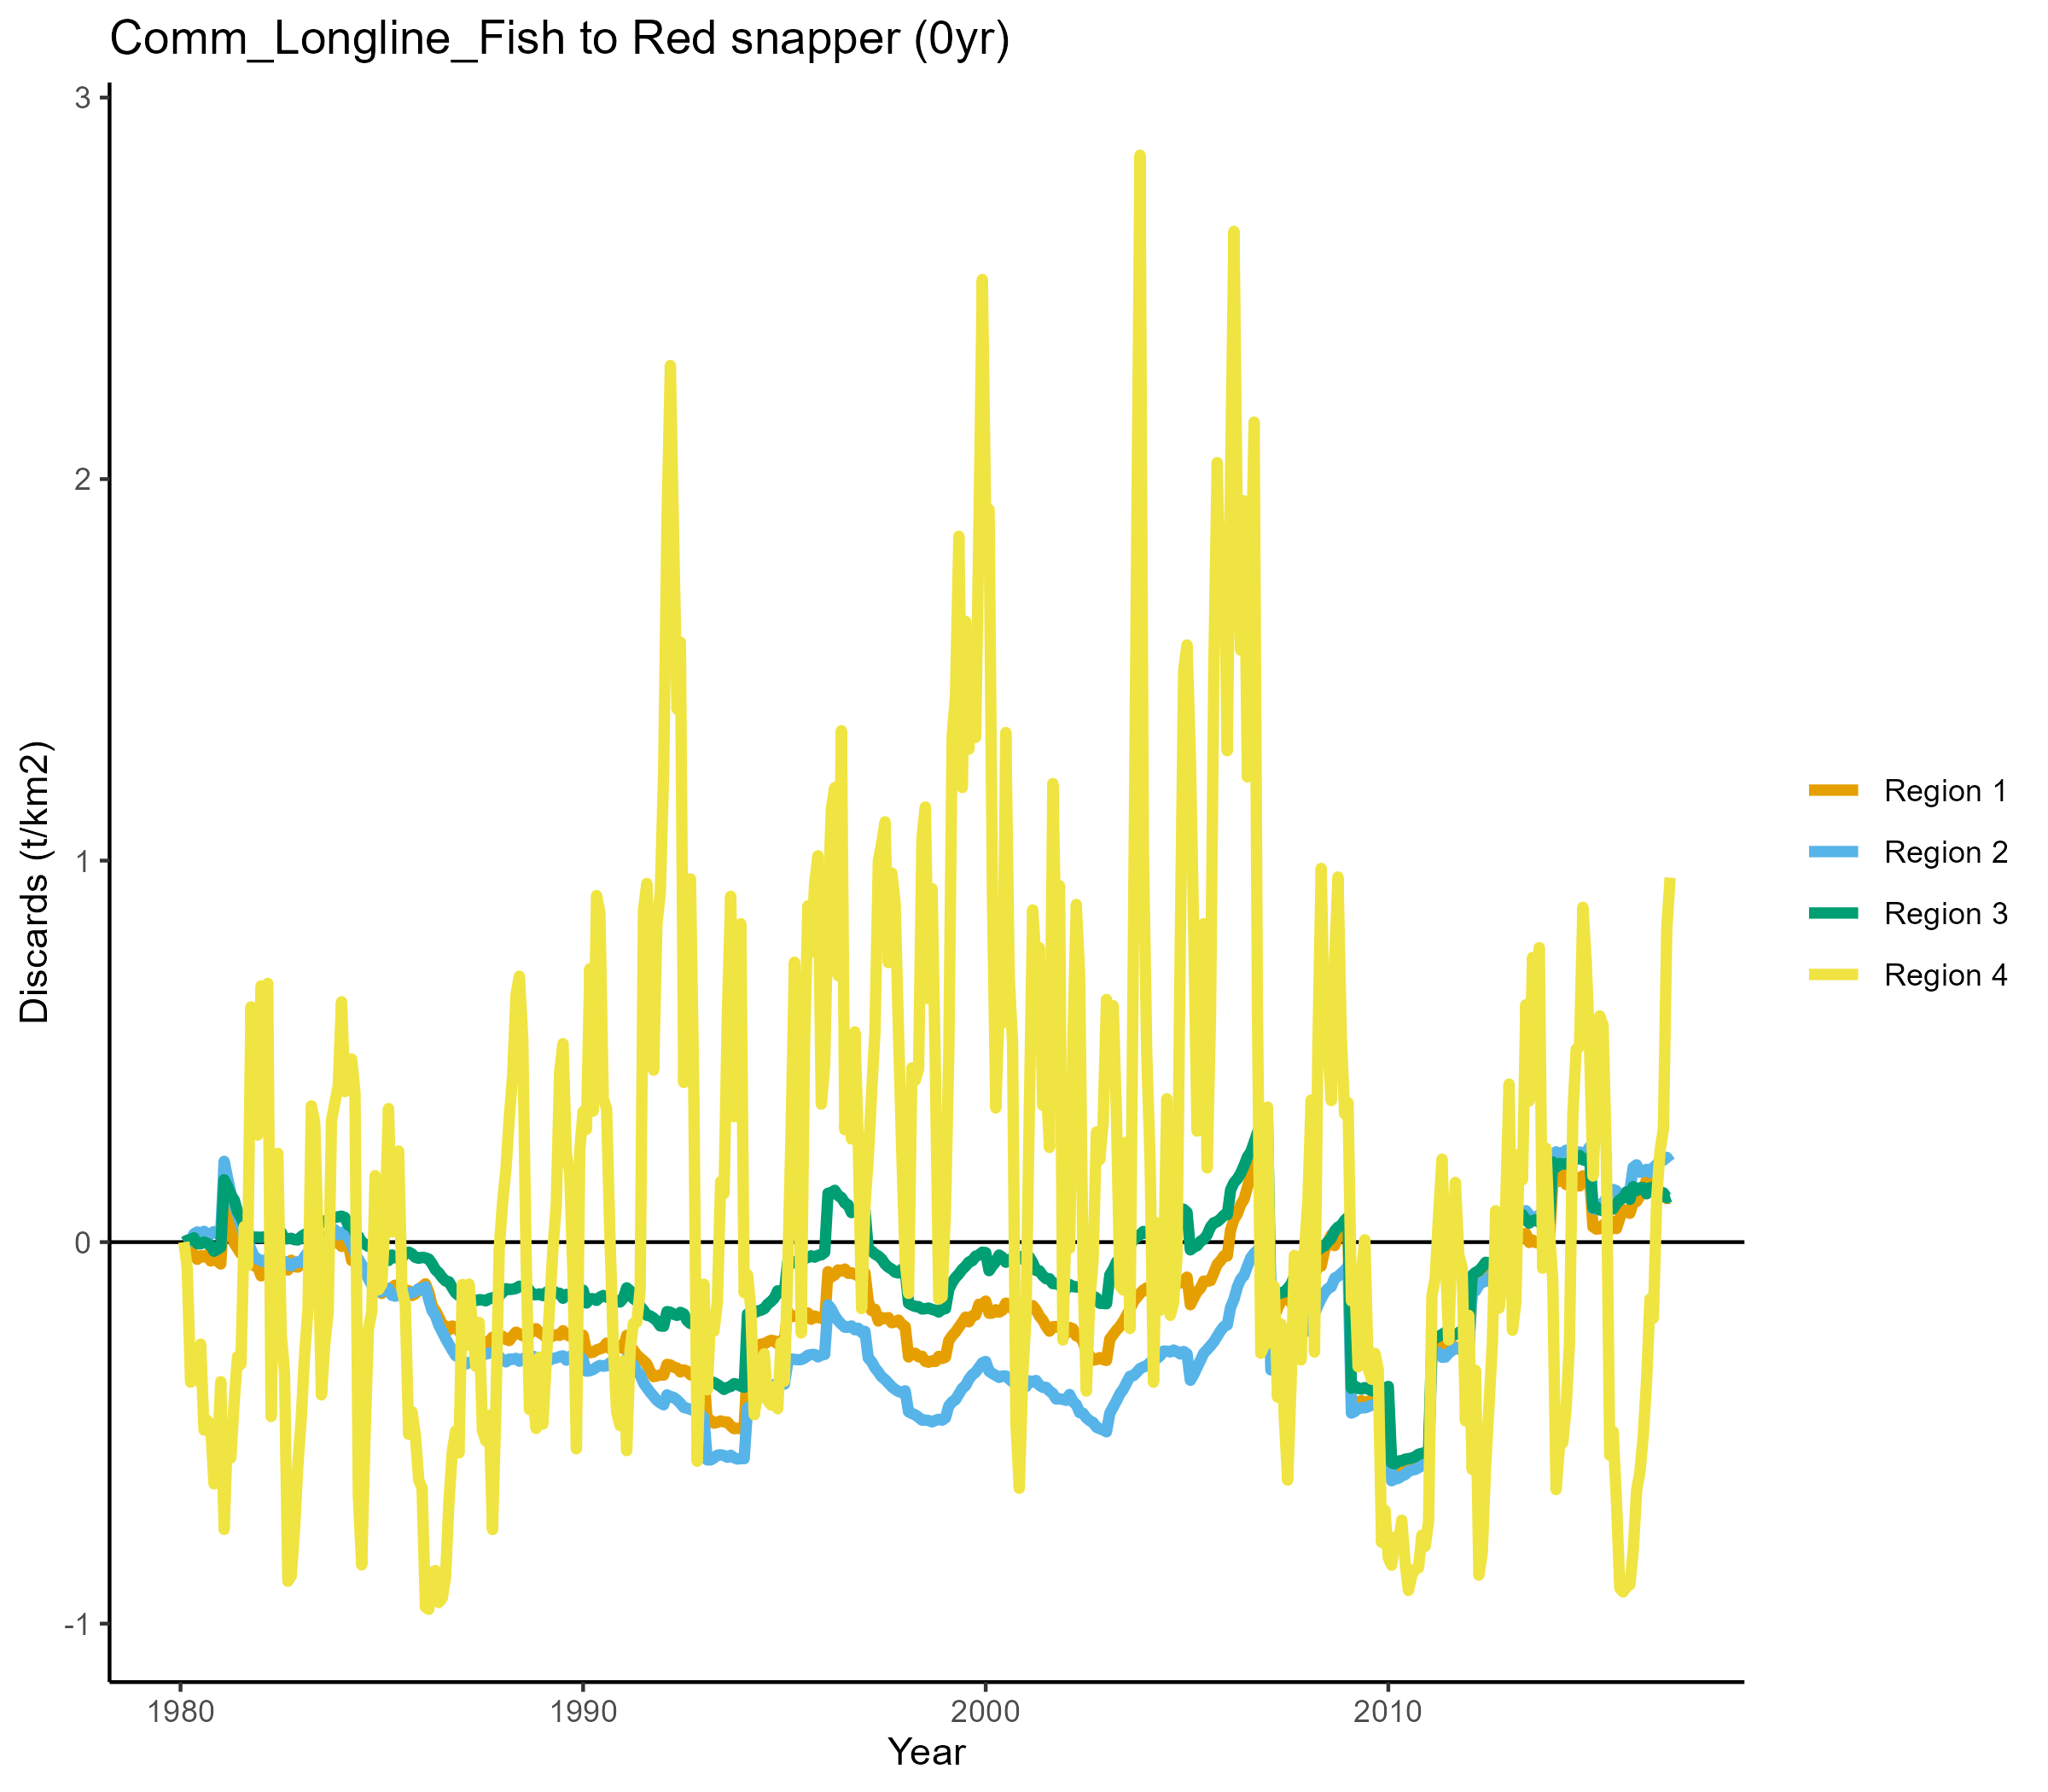 Comm_Longline_Fish to Red snapper (0yr)
3
2
1
0
-1
Discards (t/km2)
1980
1990
2000
2010
Year
Region 1
Region 2
Region 3
Region 4